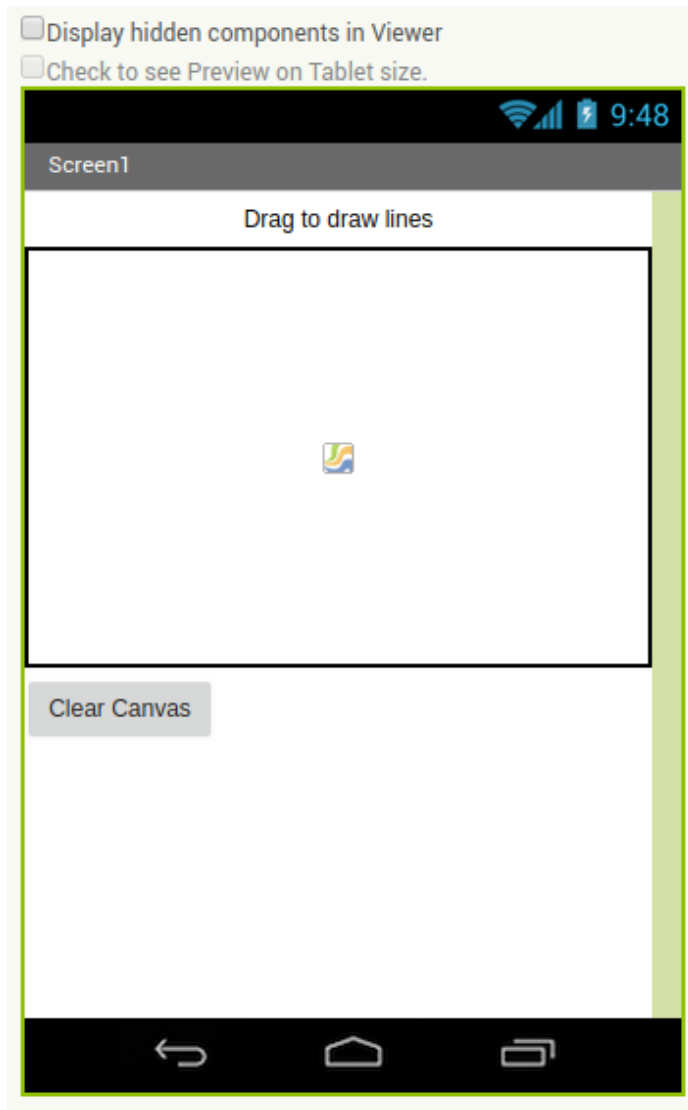 Display hidden components in Viewer
Check to see Preview on Tablet size.
9:48
Screen1
Drag to draw lines
Clear Canvas